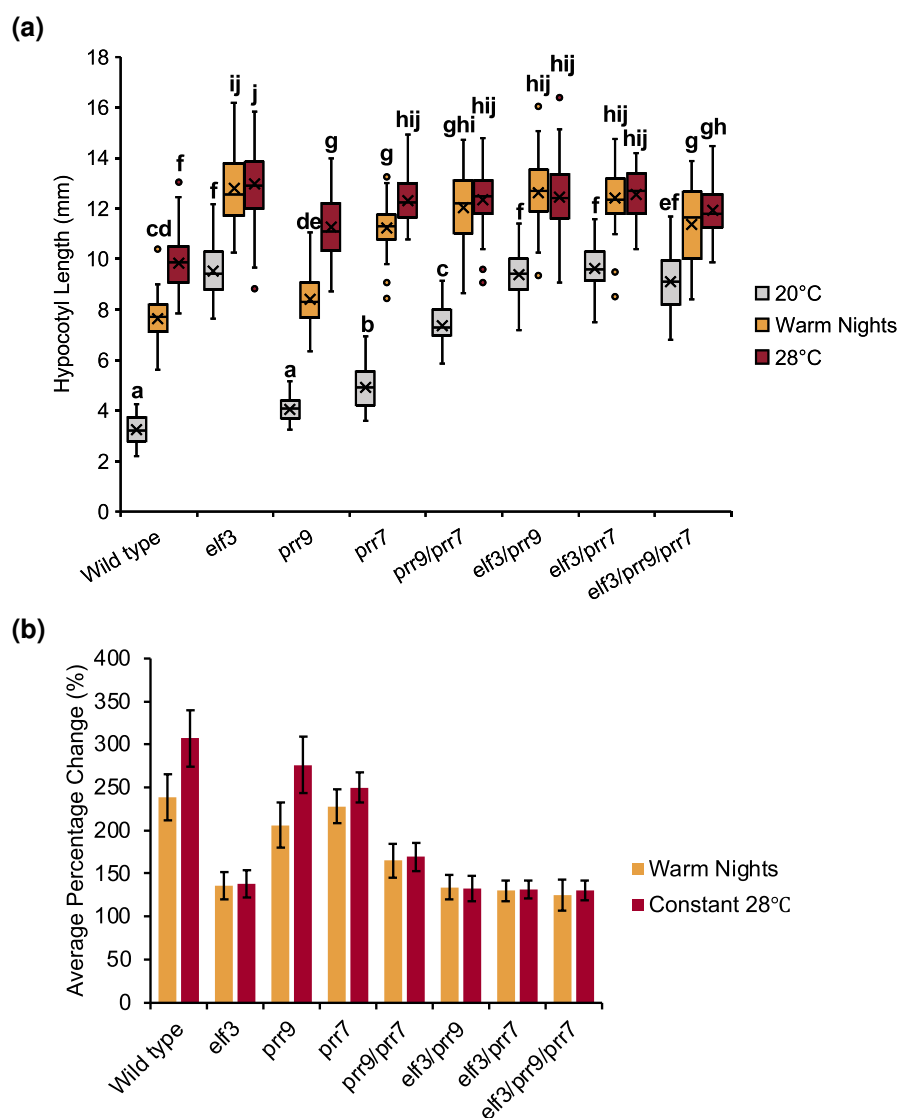 (a)
Hypocotyl Length (mm)
18
16
14
12
10
8
6
4
2
0
a
cd
f
f
ij
j
a
de
g
b
g
hij
c
ghi
hij
f
hij
hij
f
hij
hij
ef
g
gh
20°C
Warm Nights
28°C
Wild type
elf3
prr9
prr7
prr9/prr7
elf3/prr9
elf3/prr7
elf3/prr9/prr7
(b)
Average Percentage Change (%)
400
350
300
250
200
150
100
50
0
Warm Nights
Constant 28°C
Wild type
elf3
prr9
prr7
prr9/prr7
elf3/prr9
elf3/prr7
elf3/prr9/prr7